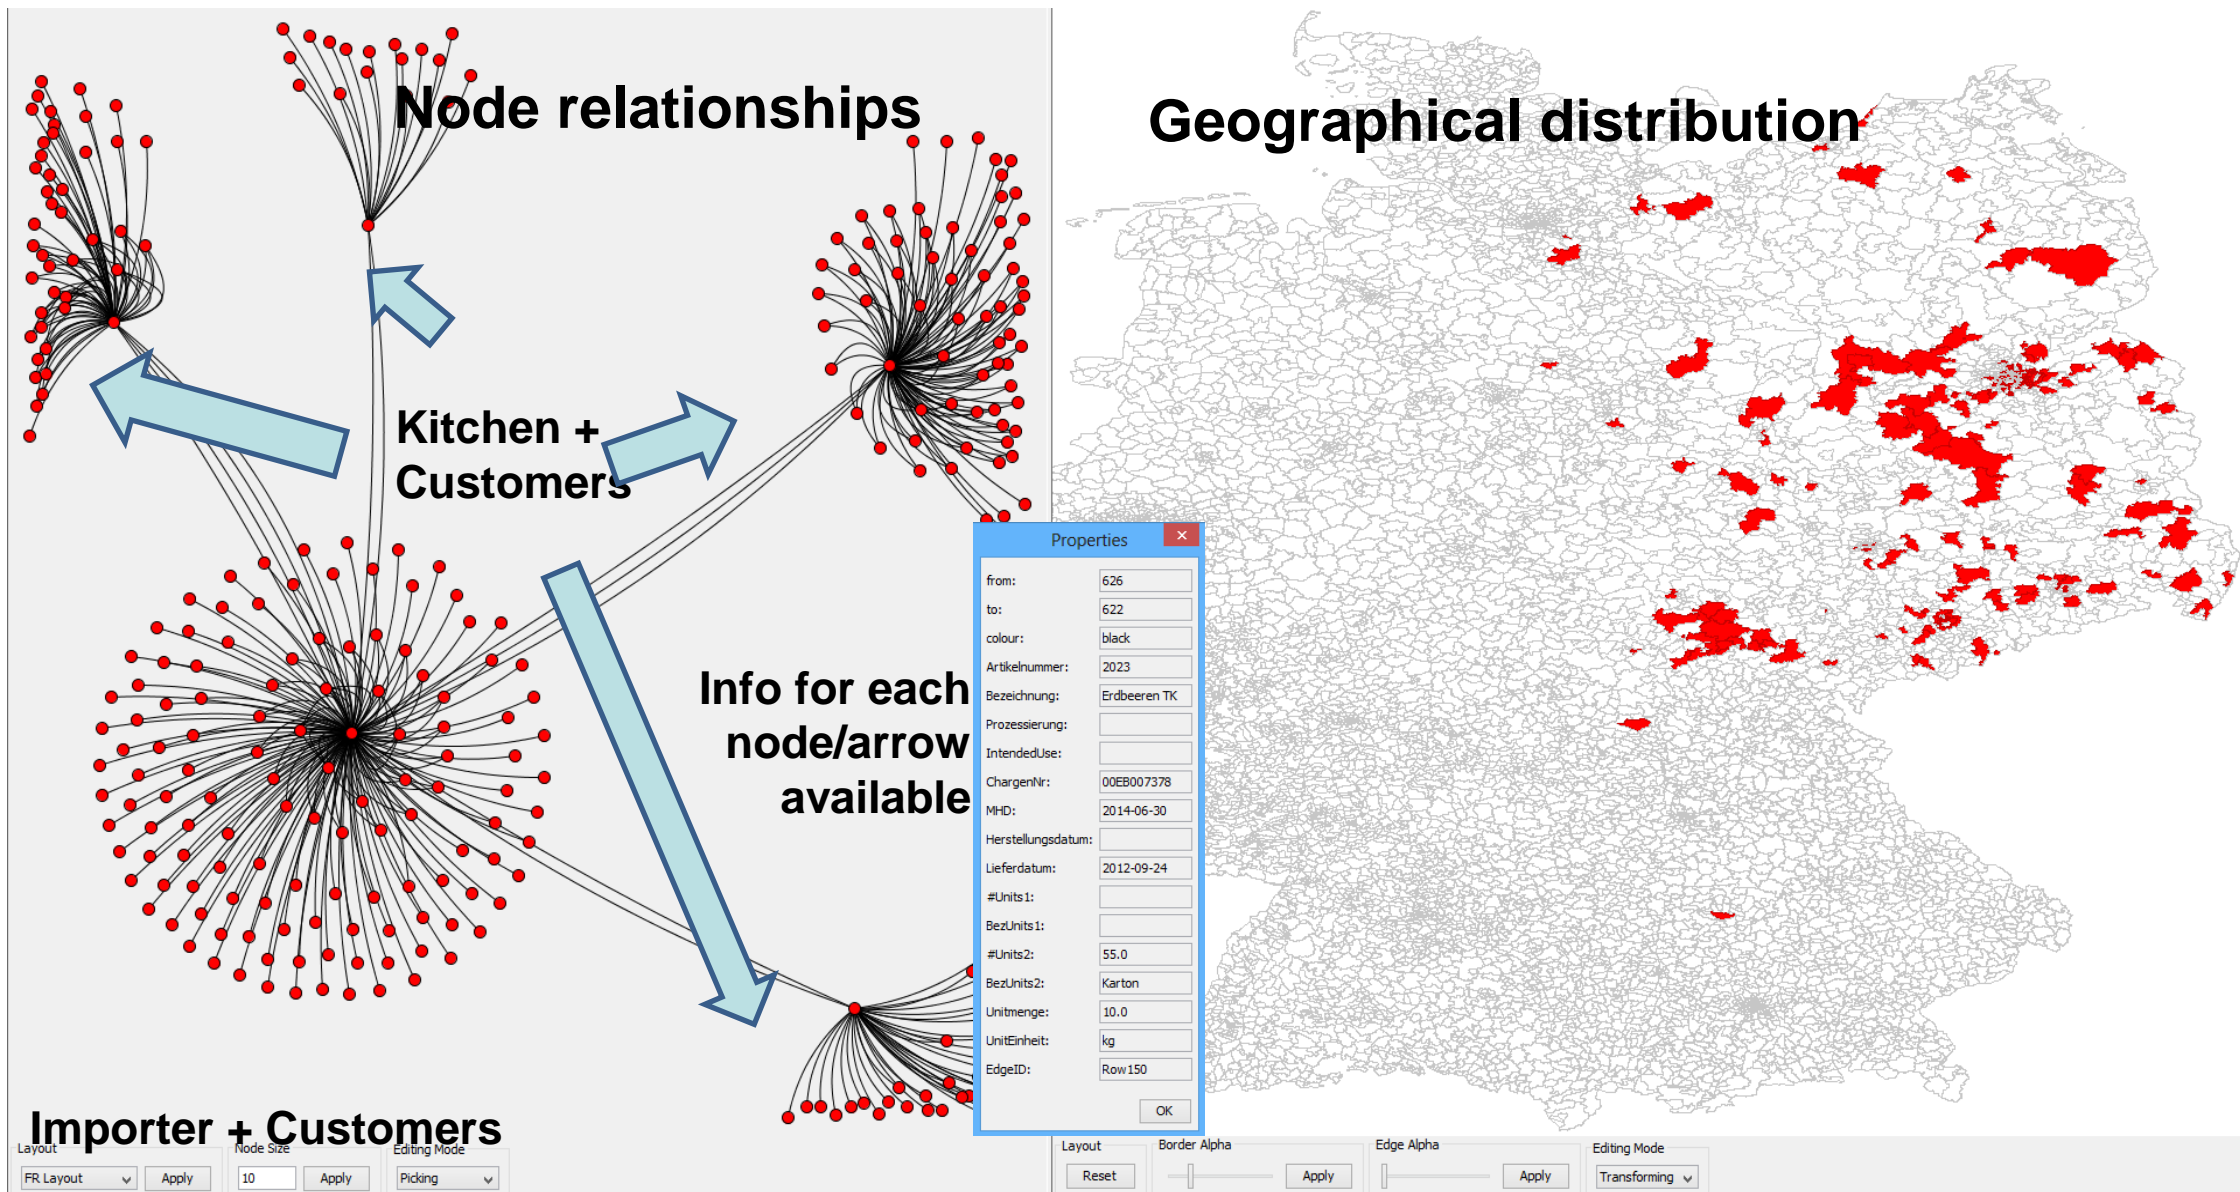 Node relationships
Geographical distribution
Kitchen +
Customers
Info for each
node/arrow
available
Importer + Customers
Properties
from: 626
to: 622
colour: black
Artikelnummer: 2023
Bezeichnung: Erdbeeren TK
Prozessierung:
IntendedUse:
ChargenNr: 00EB007378
MHD: 2014-06-30
Herstellungsdatum:
Lieferdatum: 2012-09-24
#Units1:
BezUnits1:
#Units2: 55.0
BezUnits2: Karton
Unitmenge: 10.0
UnitEinheit: kg
EdgeID: Row150
OK
Layout Node Size Editing Mode
FR Layout Apply 10 Apply Picking
Layout Border Alpha Edge Alpha Editing Mode
Reset Apply Apply Transforming